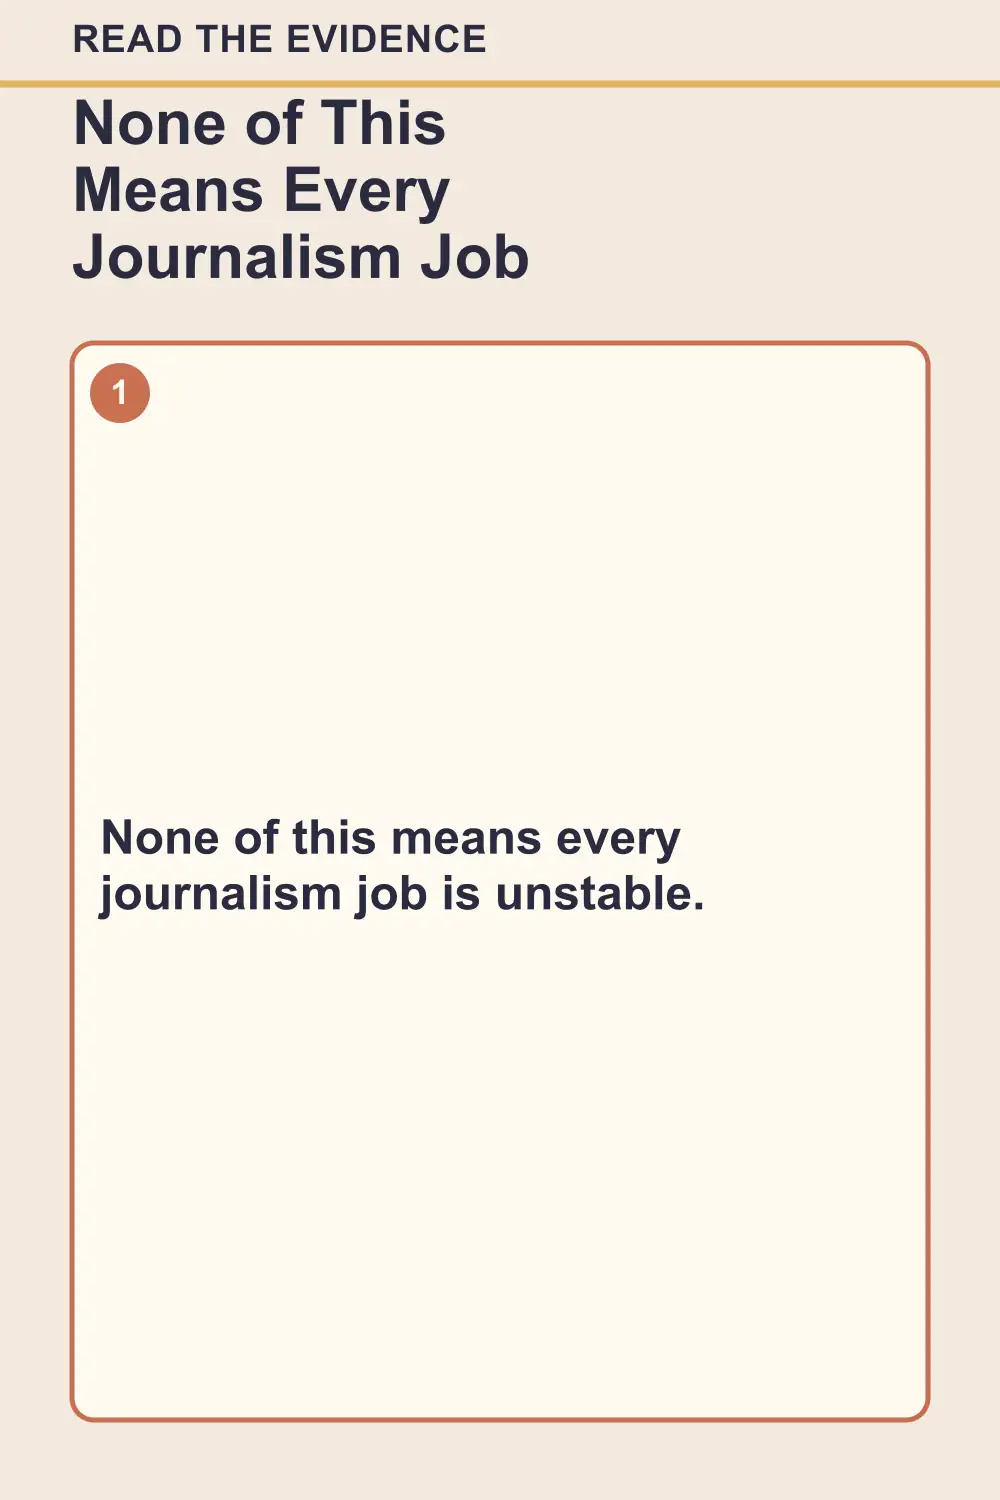 READ THE EVIDENCE
None of This
Means Every
Journalism Job
1
None of this means every
journalism job is unstable.